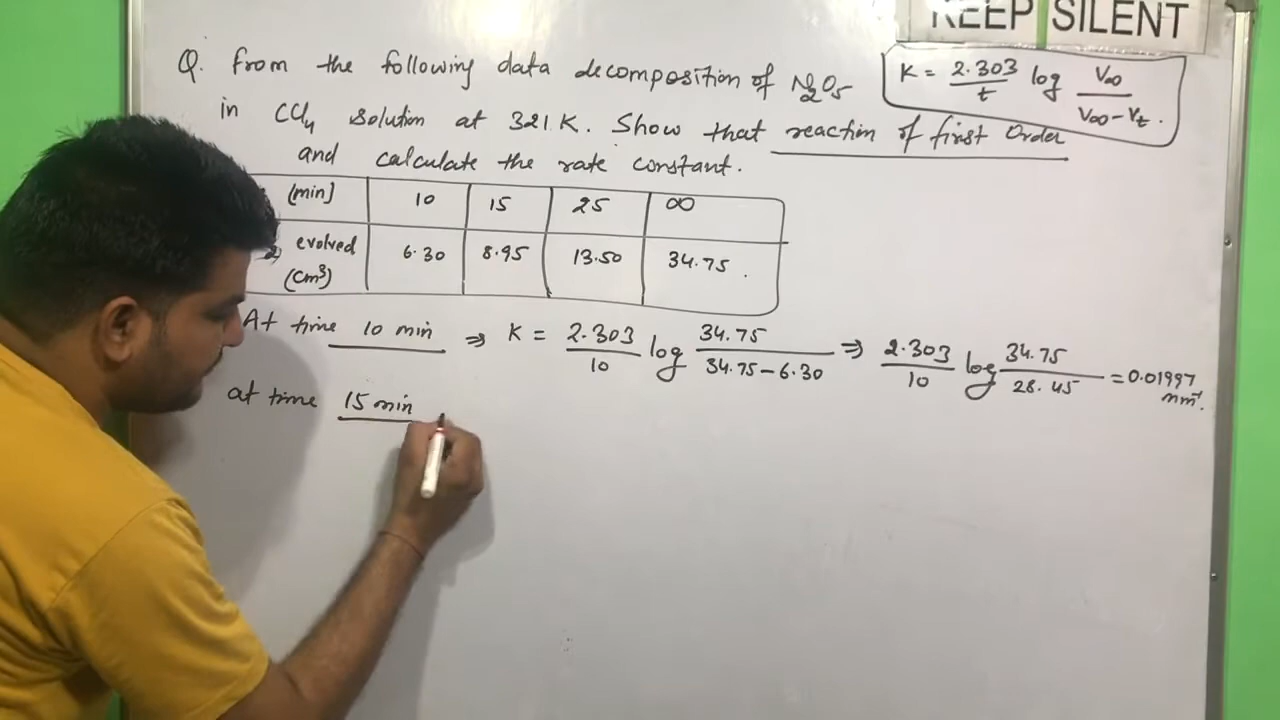 KEEP SILENT
Q. from the following data decomposition of N2O5
in CCl4 solution at 321 K. Show that reaction of first Order
and calculate the rate constant.
K = 2.303/t log V∞/V∞-Vt.
(min) 10 15 25 ∞
evolved (cm³) 6.30 8.95 13.50 34.75.
At time 10 min ⇒ K = 2.303/10 log 34.75/34.75-6.30 ⇒ 2.303/10 log 34.75/28.45 = 0.01997
at time 15 min